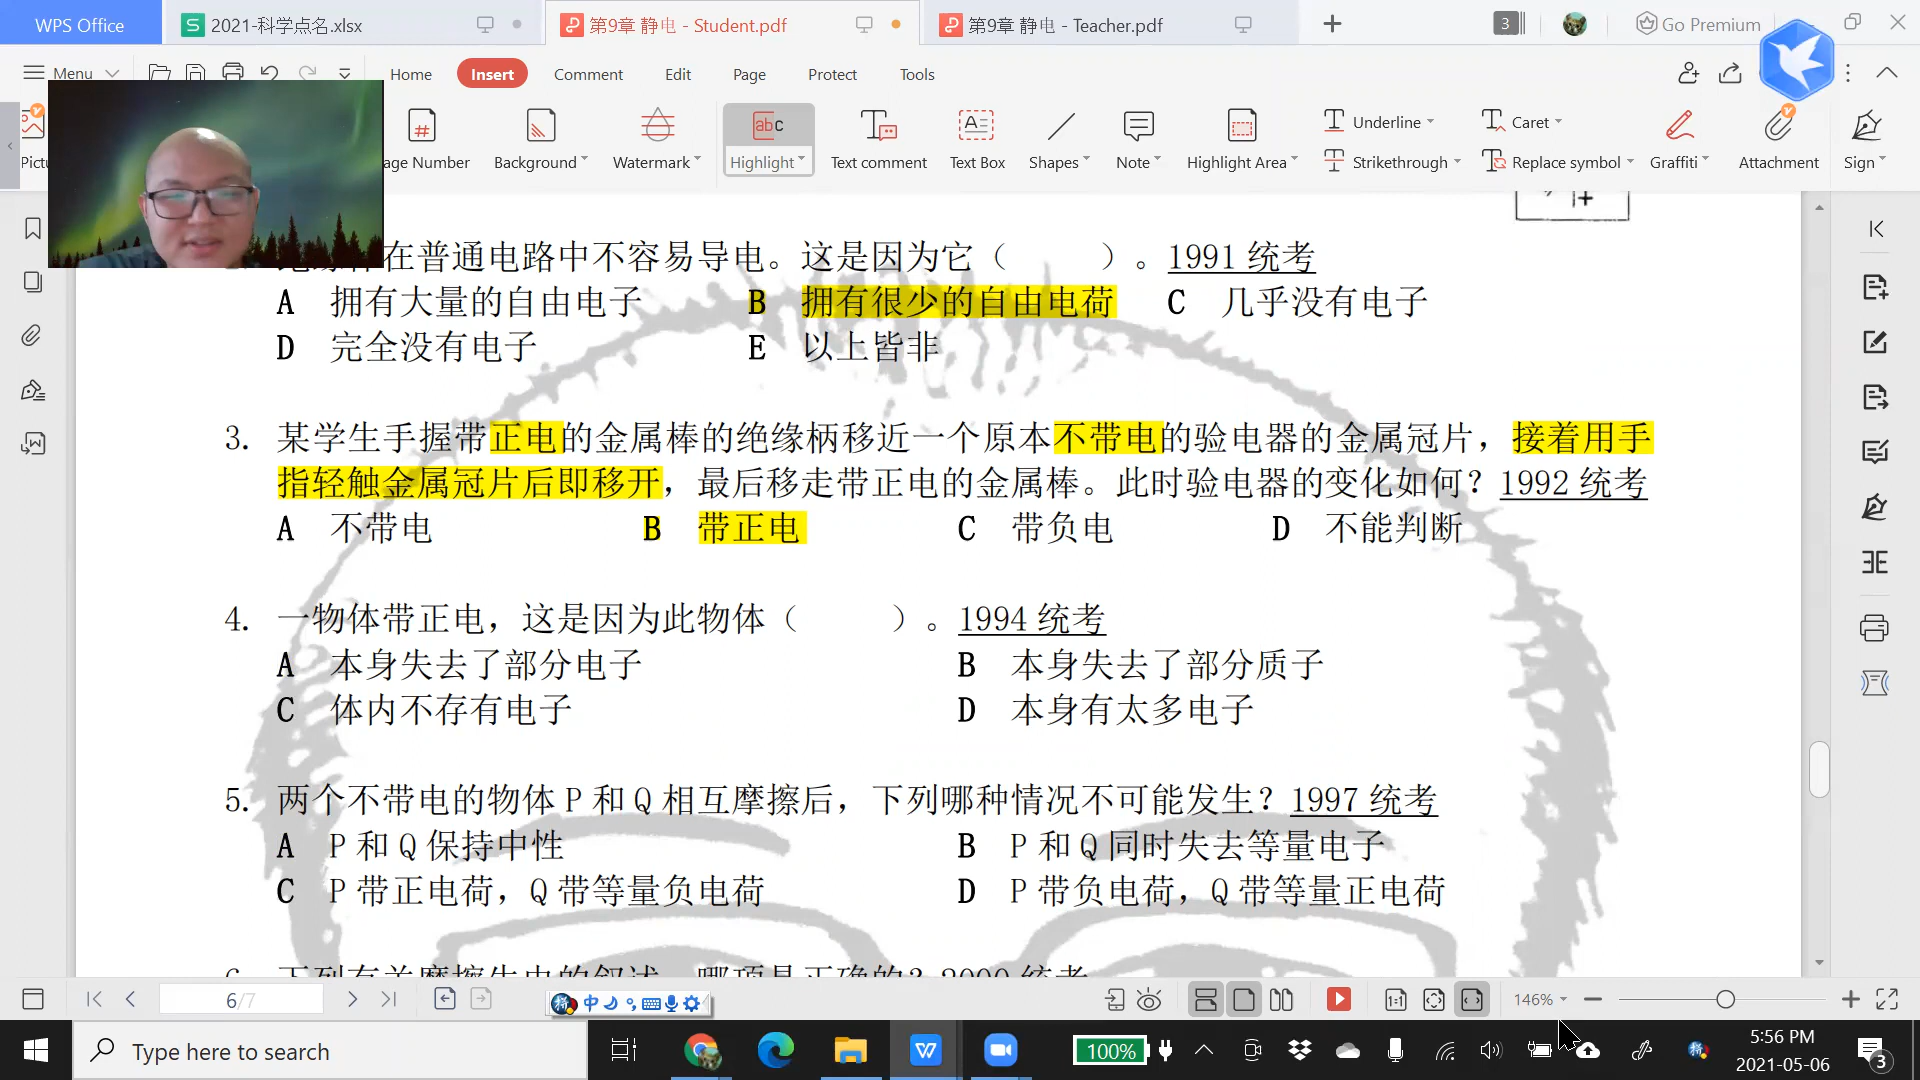 WPS Office
2021-科学点名.xlsx
第9章 静电 - Student.pdf
第9章 静电 - Teacher.pdf
3
Go Premium
Menu
Home
Insert
Comment
Edit
Page
Protect
Tools
age Number
Background
Watermark
Highlight
Text comment
Text Box
Shapes
Note
Highlight Area
Underline
Strikethrough
Caret
Replace symbol
Graffiti
Attachment
Sign
在普通电路中不容易导电。这是因为它（ ）。1991 统考
A 拥有大量的自由电子 B 拥有很少的自由电荷 C 几乎没有电子
D 完全没有电子 E 以上皆非
3. 某学生手握带正电的金属棒的绝缘柄移近一个原本不带电的验电器的金属冠片，接着用手
指轻触金属冠片后即移开，最后移走带正电的金属棒。此时验电器的变化如何？1992 统考
A 不带电 B 带正电 C 带负电 D 不能判断
4. 一物体带正电，这是因为此物体（ ）。1994 统考
A 本身失去了部分电子 B 本身失去了部分质子
C 体内不存有电子 D 本身有太多电子
5. 两个不带电的物体 P 和 Q 相互摩擦后，下列哪种情况不可能发生？1997 统考
A P 和 Q 保持中性 B P 和 Q 同时失去等量电子
C P 带正电荷，Q 带等量负电荷 D P 带负电荷，Q 带等量正电荷
6/7
中
146%
Type here to search
100%
5:56 PM
2021-05-06
3